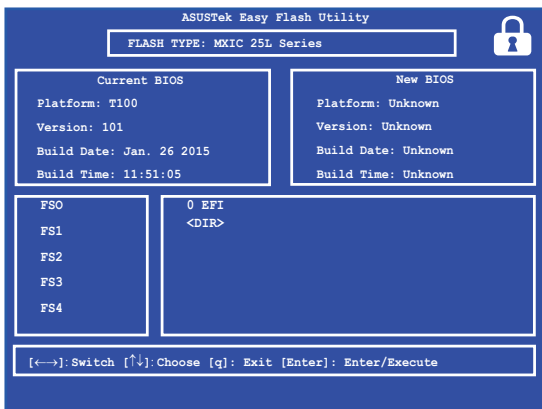 ASUSTek Easy Flash Utility
FLASH TYPE: MXIC 25L Series
Current BIOS
Platform: T100
Version: 101
Build Date: Jan. 26 2015
Build Time: 11:51:05
New BIOS
Platform: Unknown
Version: Unknown
Build Date: Unknown
Build Time: Unknown
FSO
FS1
FS2
FS3
FS4
0 EFI
<DIR>
[←→]: Switch [↑↓]: Choose [q]: Exit [Enter]: Enter/Execute